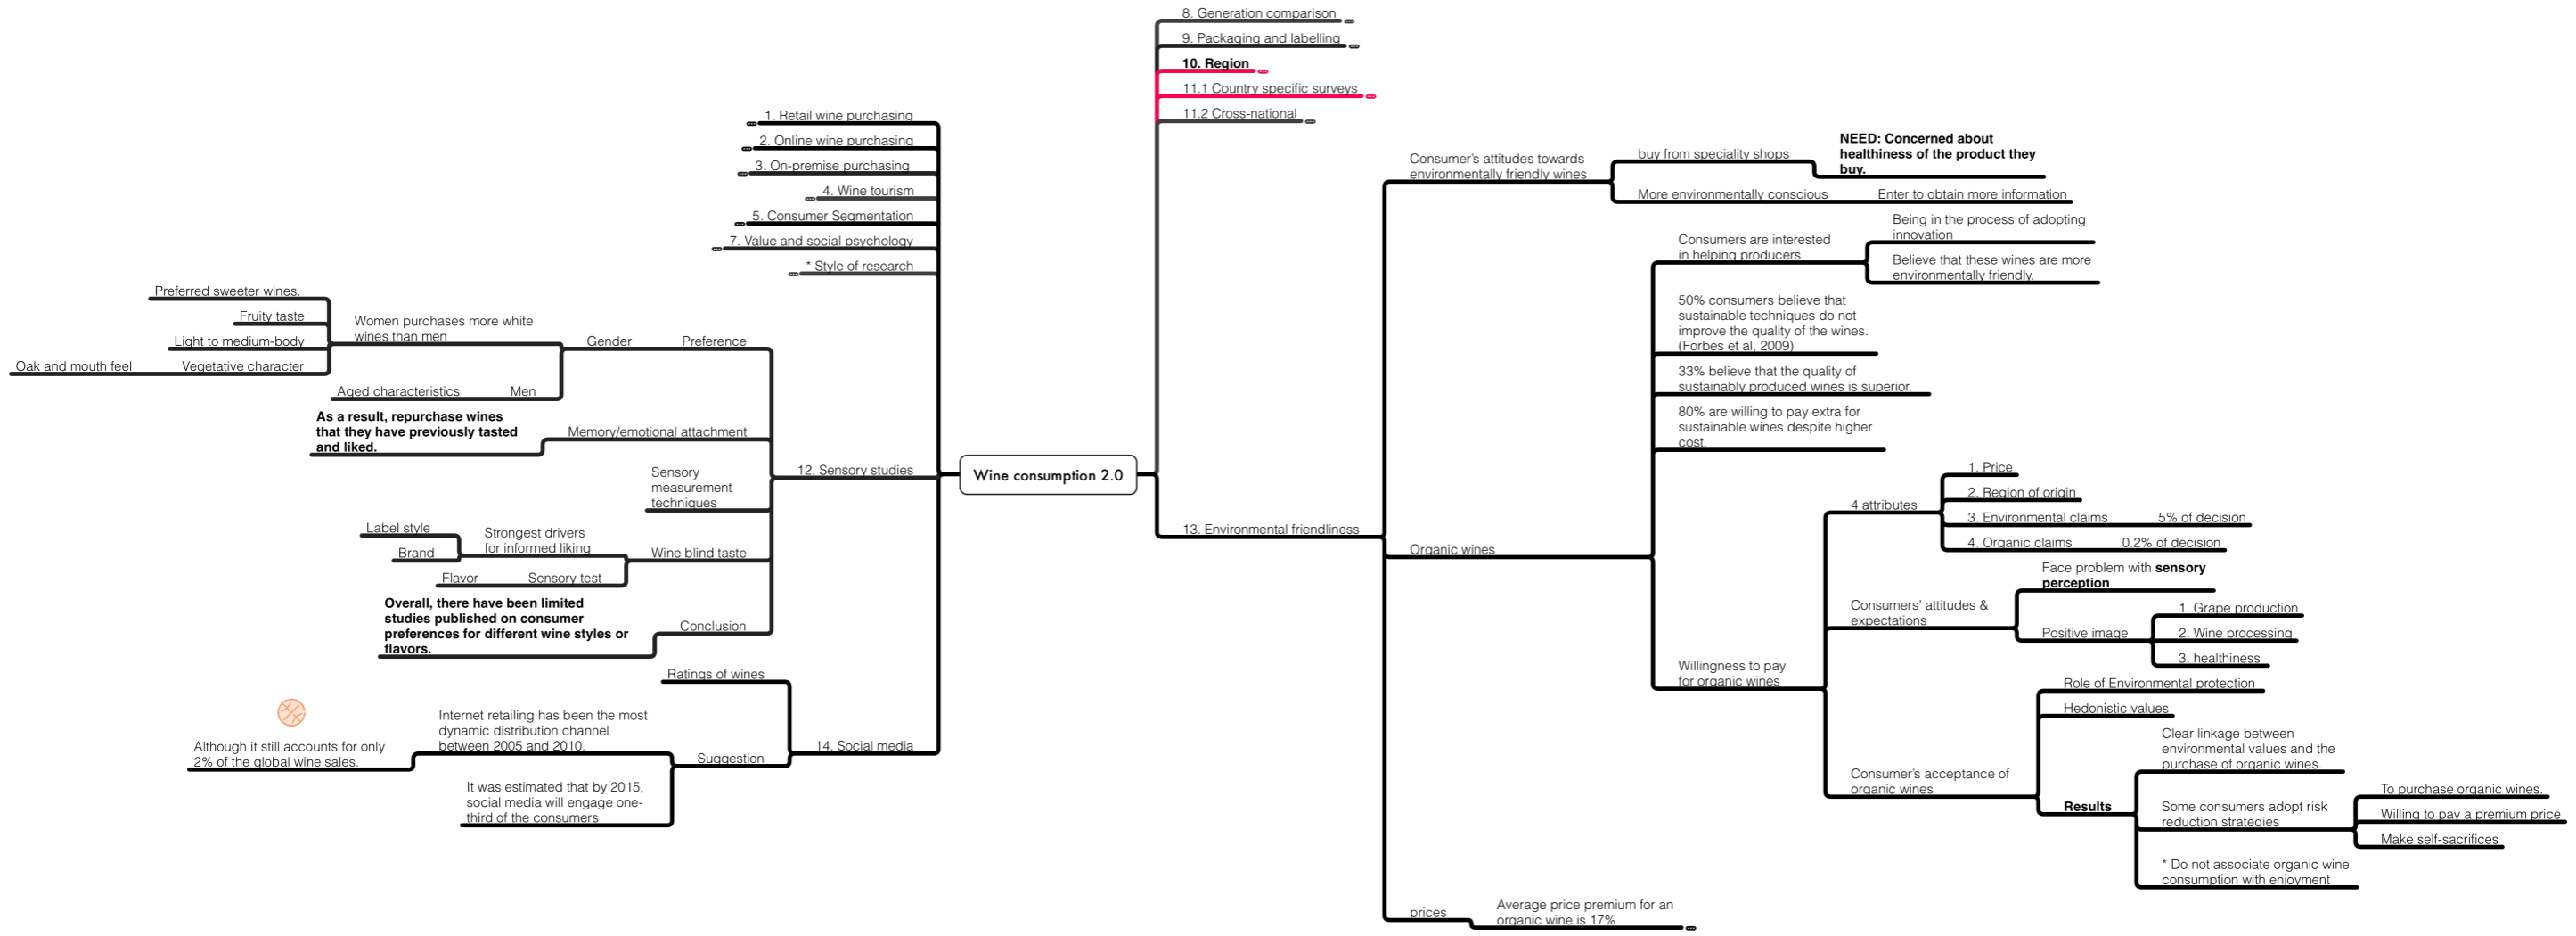 Wine consumption 2.0
1. Retail wine purchasing
2. Online wine purchasing
3. On-premise purchasing
4. Wine tourism
5. Consumer Segmentation
7. Value and social psychology
* Style of research
12. Sensory studies
Preference
Gender
Women purchases more white
wines than men
Preferred sweeter wines.
Fruity taste
Light to medium-body
Vegetative character
Oak and mouth feel
Men
Aged characteristics
Memory/emotional attachment
As a result, repurchase wines
that they have previously tasted
and liked.
Sensory
measurement
techniques
Wine blind taste
Strongest drivers
for informed liking
Label style
Brand
Sensory test
Flavor
Conclusion
Overall, there have been limited
studies published on consumer
preferences for different wine styles or
flavors.
14. Social media
Ratings of wines
Suggestion
Internet retailing has been the most
dynamic distribution channel
between 2005 and 2010.
Although it still accounts for only
2% of the global wine sales.
It was estimated that by 2015,
social media will engage one-
third of the consumers
8. Generation comparison
9. Packaging and labelling
10. Region
11.1 Country specific surveys
11.2 Cross-national
13. Environmental friendliness
Consumer's attitudes towards
environmentally friendly wines
buy from speciality shops
NEED: Concerned about
healthiness of the product they
buy.
More environmentally conscious
Enter to obtain more information
Organic wines
Consumers are interested
in helping producers
Being in the process of adopting
innovation
Believe that these wines are more
environmentally friendly.
50% consumers believe that
sustainable techniques do not
improve the quality of the wines.
(Forbes et al, 2009)
33% believe that the quality of
sustainably produced wines is superior.
80% are willing to pay extra for
sustainable wines despite higher
cost.
Willingness to pay
for organic wines
4 attributes
1. Price
2. Region of origin
3. Environmental claims
5% of decision
4. Organic claims
0.2% of decision
Consumers' attitudes &
expectations
Face problem with sensory
perception
Positive image
1. Grape production
2. Wine processing
3. healthiness
Consumer's acceptance of
organic wines
Role of Environmental protection
Hedonistic values
Results
Clear linkage between
environmental values and the
purchase of organic wines.
Some consumers adopt risk
reduction strategies
To purchase organic wines.
Willing to pay a premium price
Make self-sacrifices
* Do not associate organic wine
consumption with enjoyment
prices
Average price premium for an
organic wine is 17%